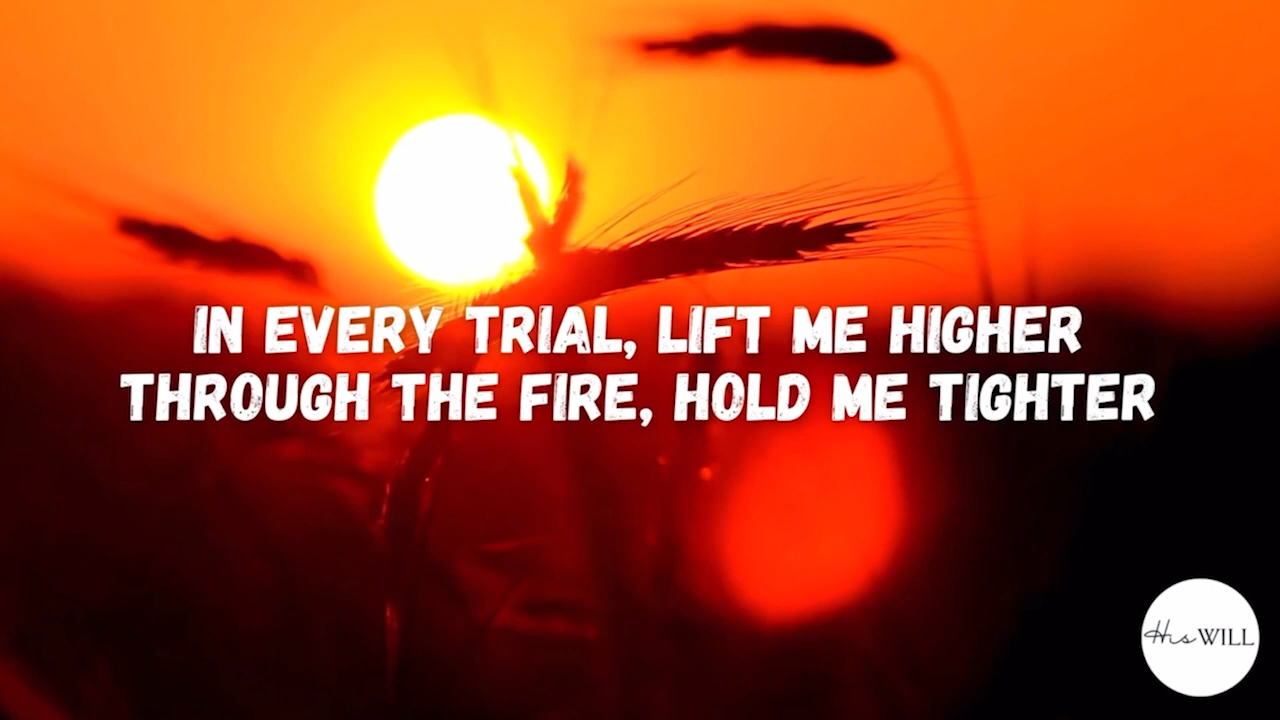 IN EVERY TRIAL, LIFT ME HIGHER
THROUGH THE FIRE, HOLD ME TIGHTER
His WILL